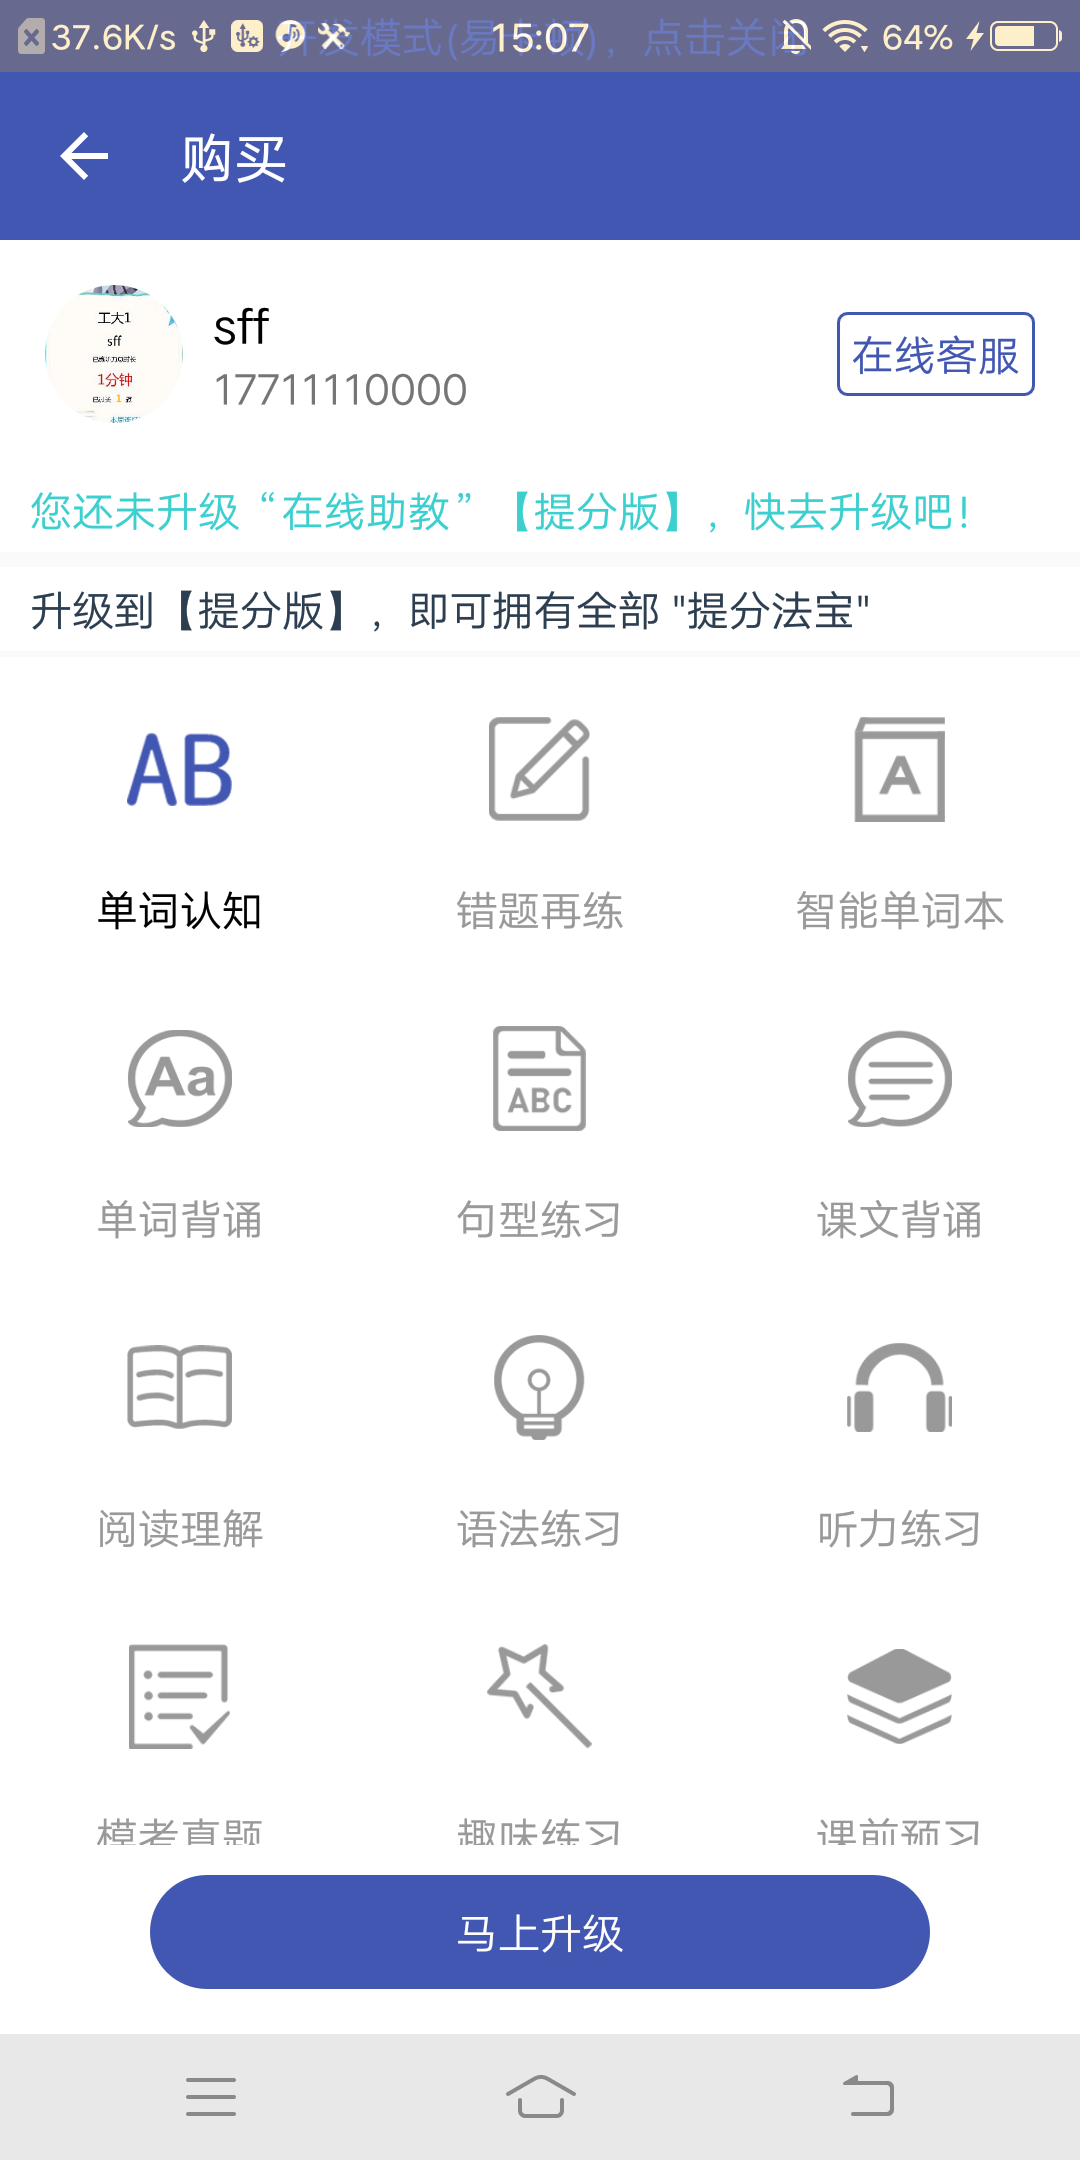 37.6K/s 15:07 64%
开发模式(易卡顿)，点击关闭
购买
工大1
sff
1分钟
sff
17711110000
在线客服
您还未升级“在线助教”【提分版】，快去升级吧！
升级到【提分版】，即可拥有全部 "提分法宝"
AB
A
单词认知 错题再练 智能单词本
Aa
ABC
单词背诵 句型练习 课文背诵
阅读理解 语法练习 听力练习
模考真题 趣味练习 课前预习
马上升级